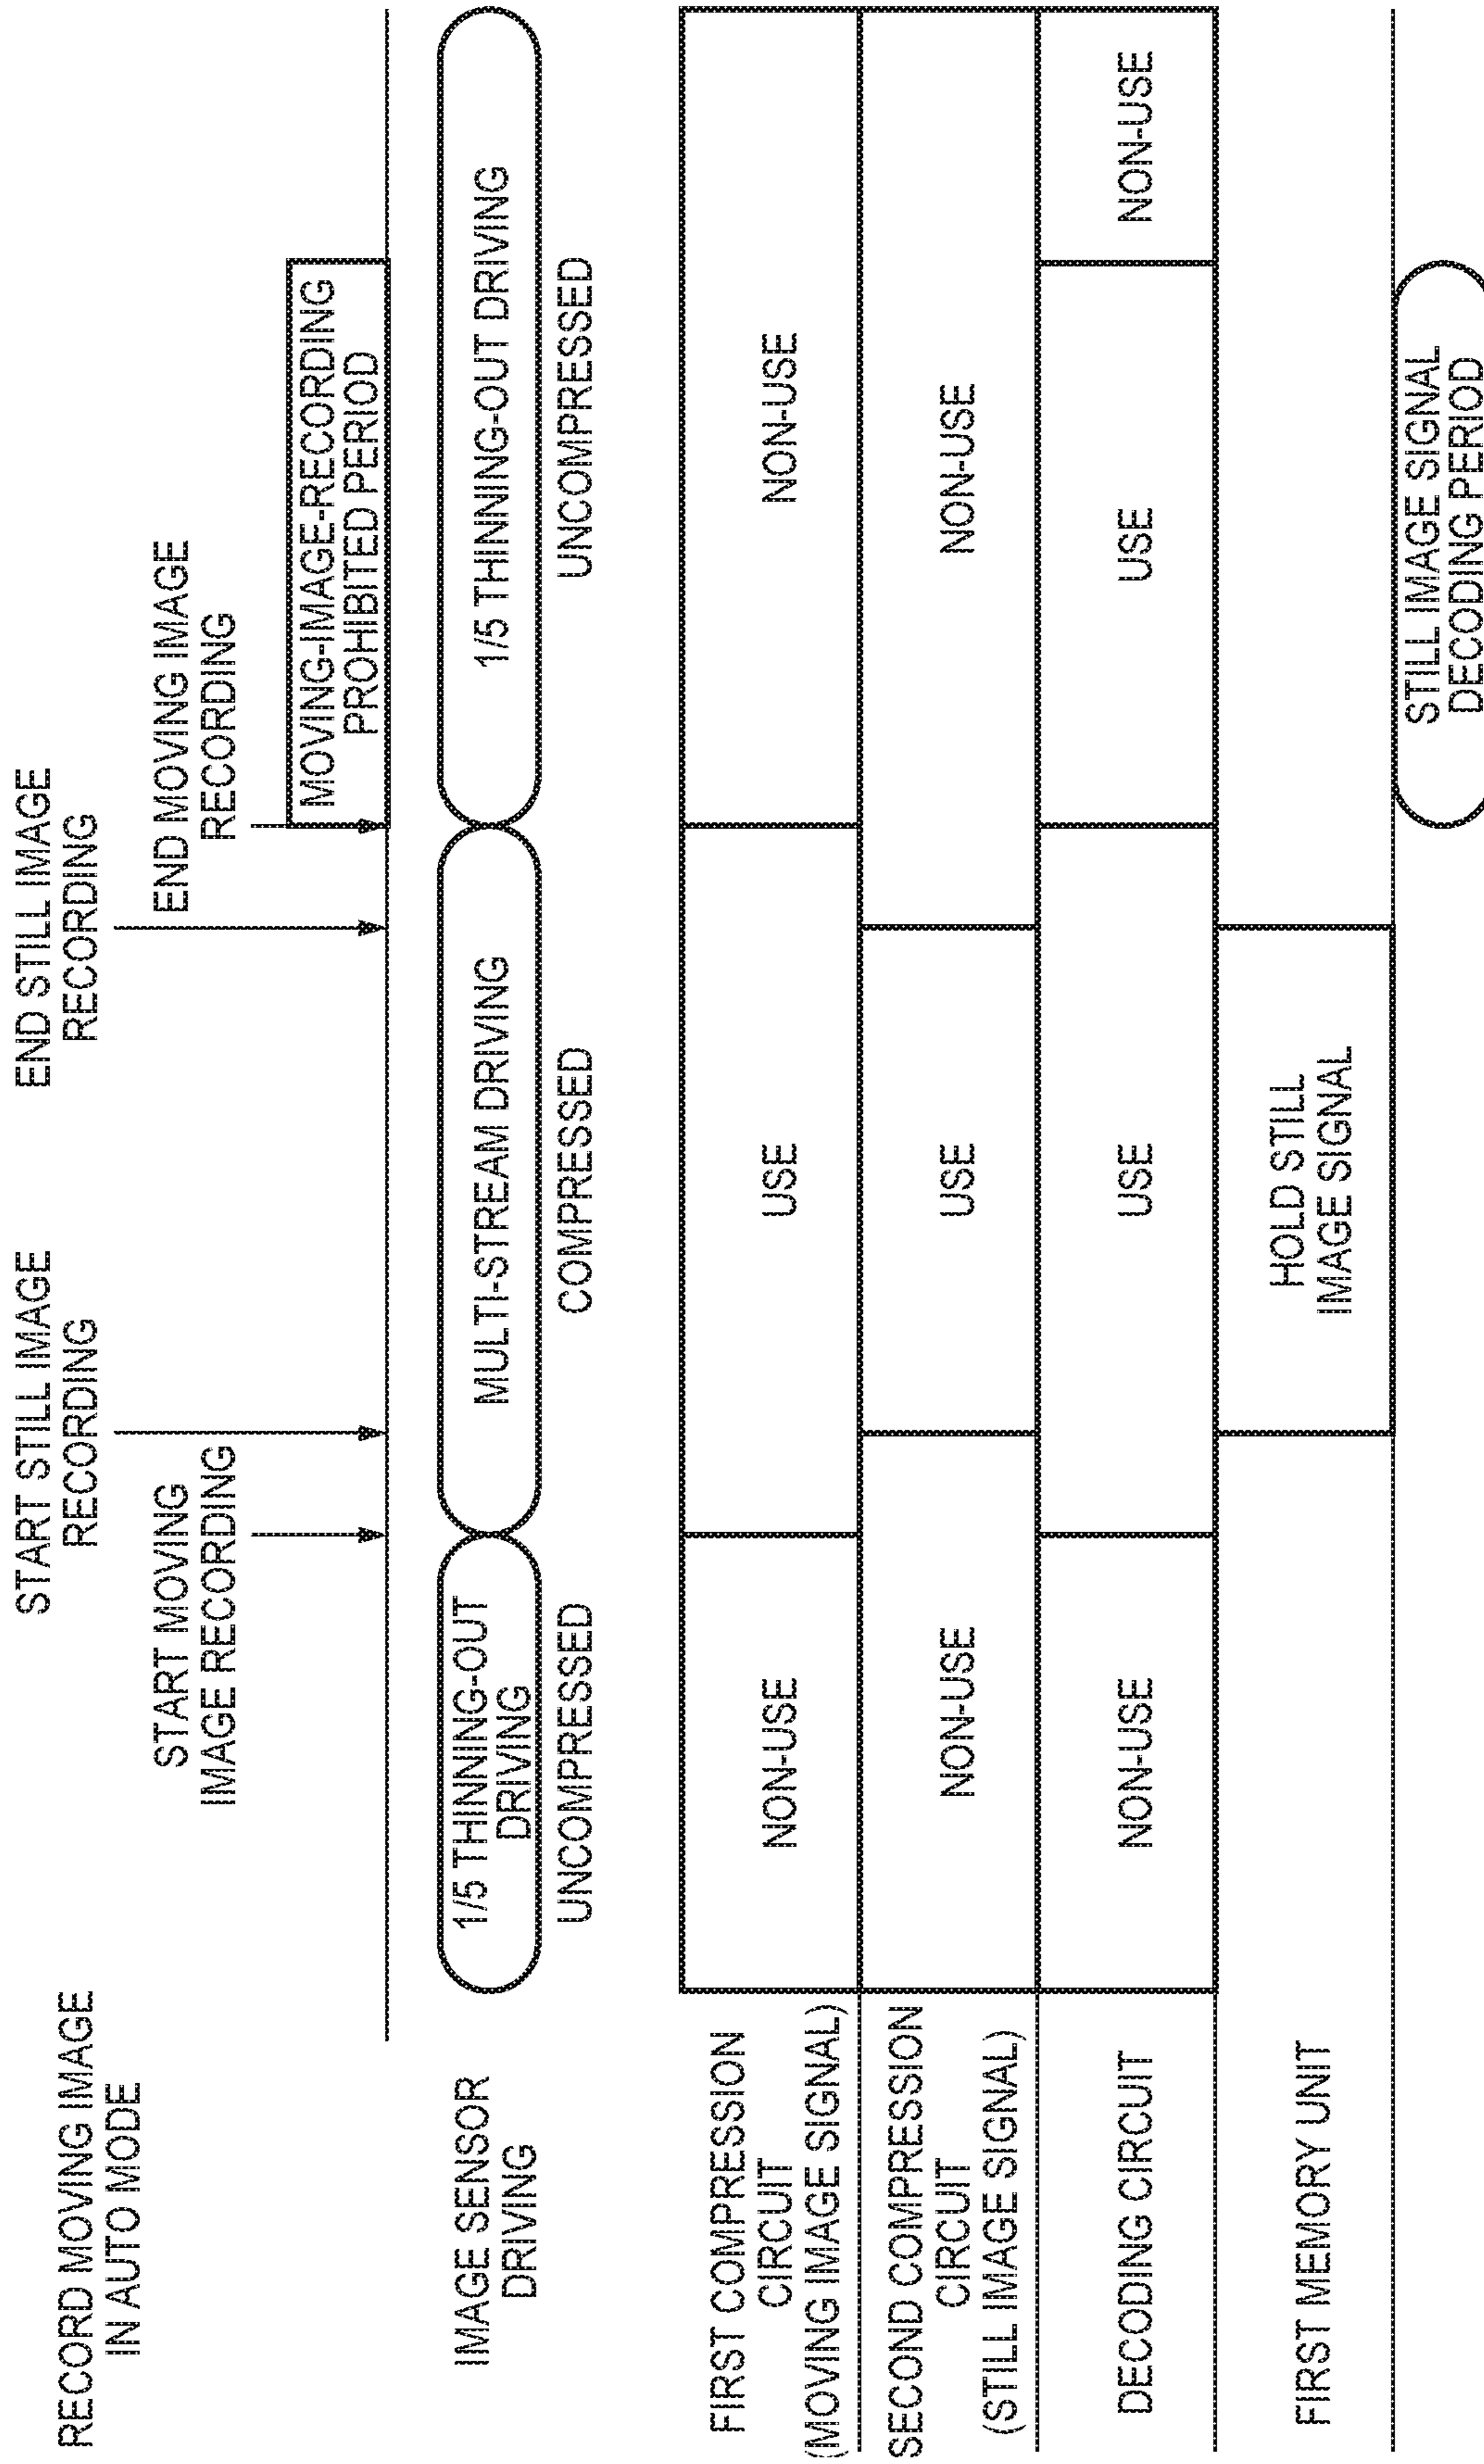 RECORD MOVING IMAGE
IN AUTO MODE
START STILL IMAGE
RECORDING
END STILL IMAGE
RECORDING
START MOVING
IMAGE RECORDING
END MOVING IMAGE
RECORDING
MOVING-IMAGE-RECORDING
PROHIBITED PERIOD
IMAGE SENSOR
DRIVING
1/5 THINNING-OUT
DRIVING
MULTI-STREAM DRIVING
1/5 THINNING-OUT DRIVING
UNCOMPRESSED
COMPRESSED
UNCOMPRESSED
FIRST COMPRESSION
CIRCUIT
(MOVING IMAGE SIGNAL)
NON-USE
USE
NON-USE
SECOND COMPRESSION
CIRCUIT
(STILL IMAGE SIGNAL)
NON-USE
USE
NON-USE
DECODING CIRCUIT
NON-USE
USE
USE
NON-USE
FIRST MEMORY UNIT
HOLD STILL
IMAGE SIGNAL
STILL IMAGE SIGNAL
DECODING PERIOD